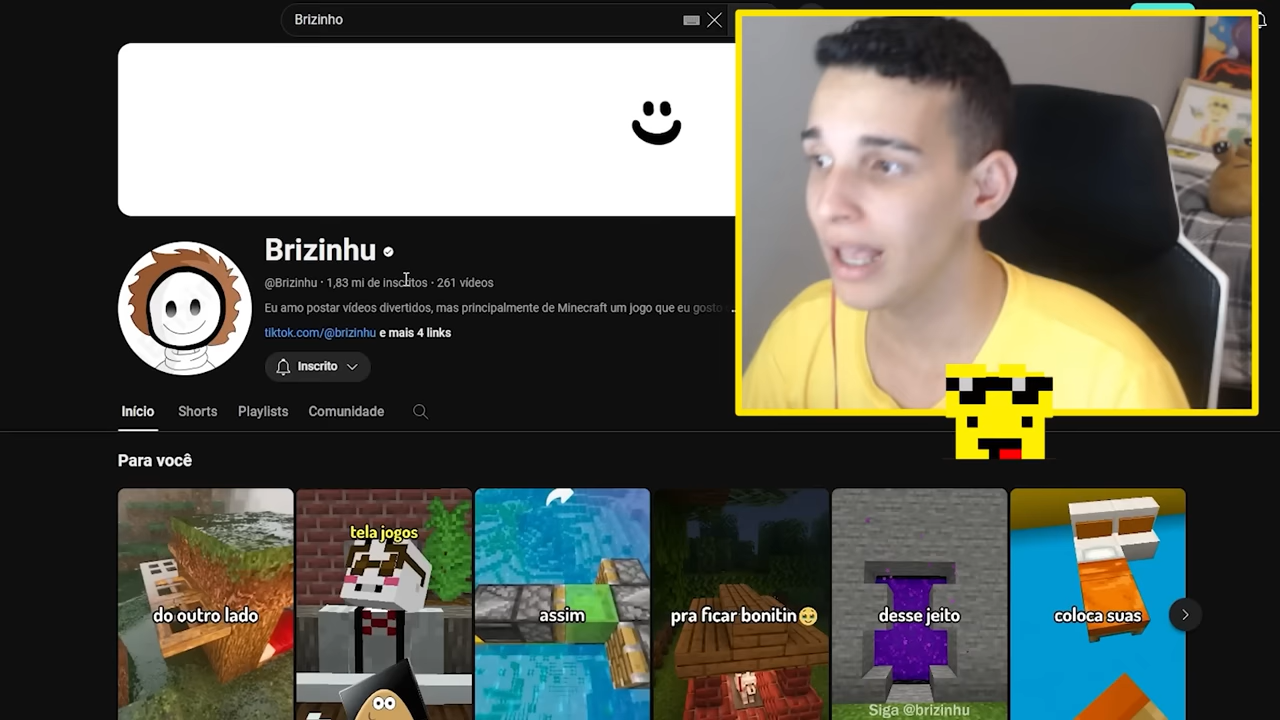 Brizinho
Brizinhu
@Brizinhu · 1,83 mi de inscritos · 261 vídeos
Eu amo postar vídeos divertidos, mas principalmente de Minecraft um jogo que eu gosto
...
tiktok.com/@brizinhu e mais 4 links
Inscrito
Início Shorts Playlists Comunidade
Para você
do outro lado
tela jogos
assim
pra ficar bonitin🥹
desse jeito
coloca suas
Siga @brizinhu